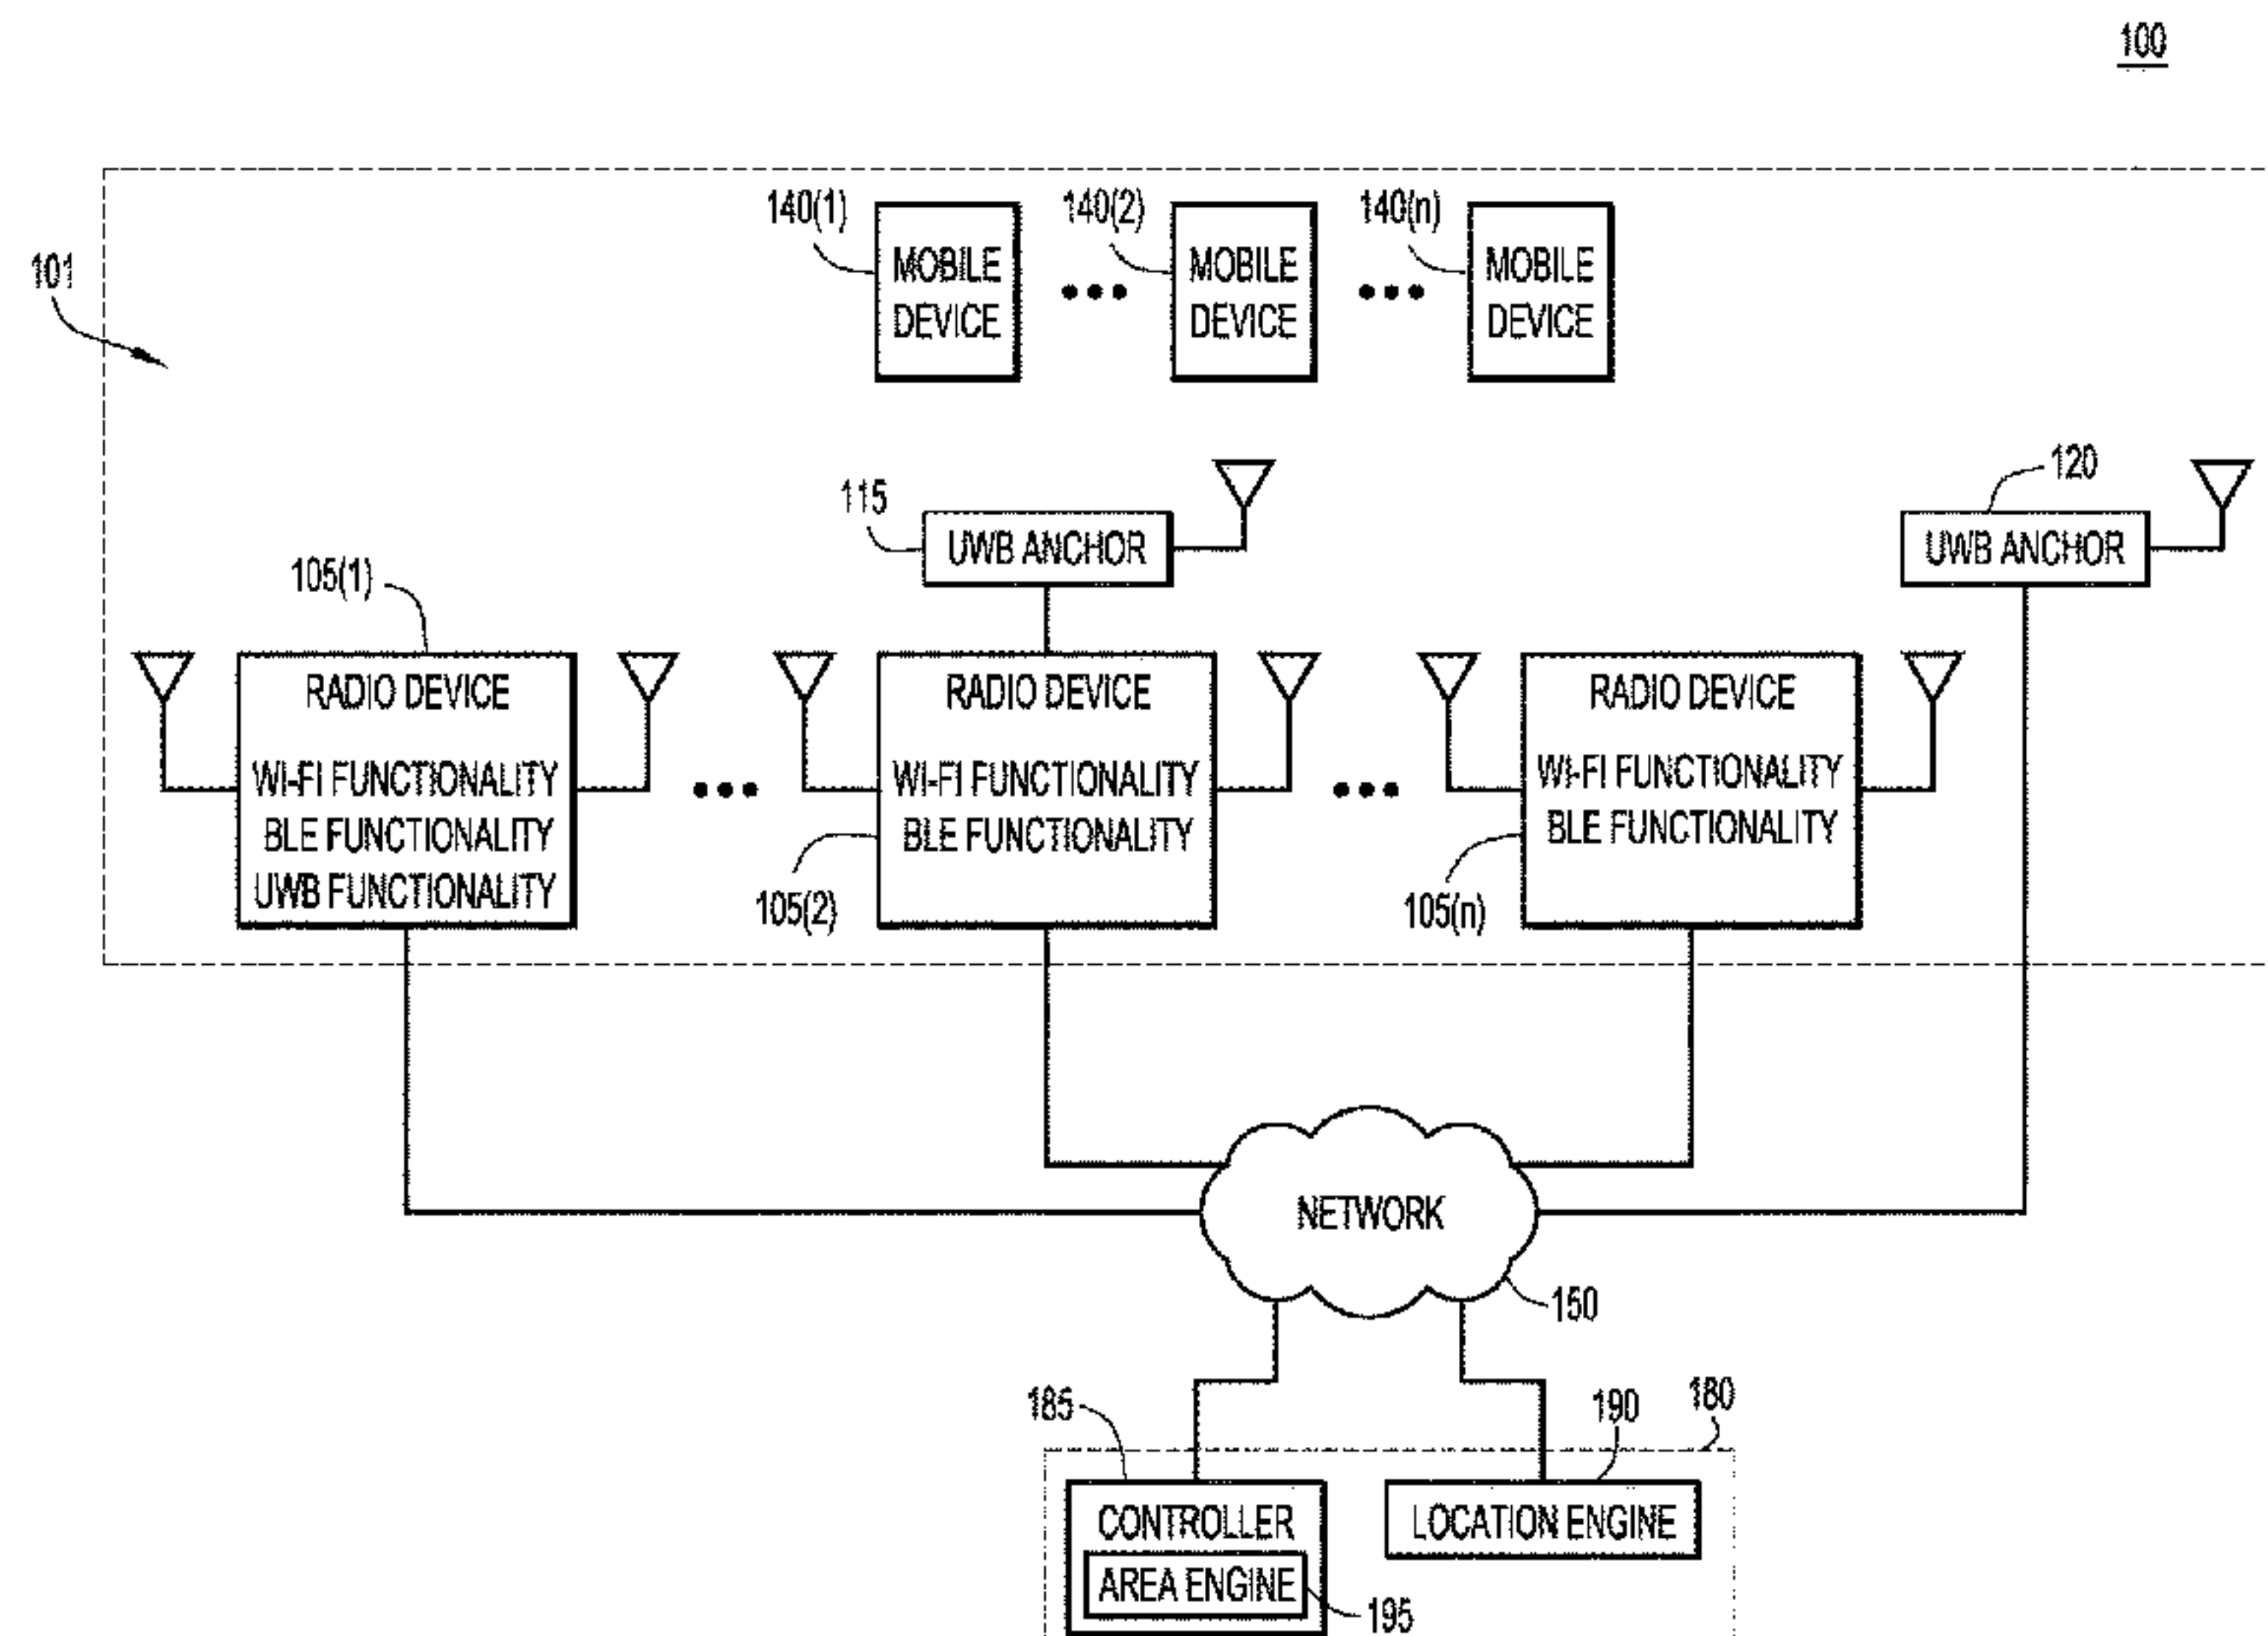 100
140(1)
MOBILE
DEVICE
140(2)
MOBILE
DEVICE
140(n)
MOBILE
DEVICE
101
115
UWB ANCHOR
120
UWB ANCHOR
105(1)
RADIO DEVICE
WI-FI FUNCTIONALITY
BLE FUNCTIONALITY
UWB FUNCTIONALITY
RADIO DEVICE
WI-FI FUNCTIONALITY
BLE FUNCTIONALITY
105(2)
RADIO DEVICE
WI-FI FUNCTIONALITY
BLE FUNCTIONALITY
105(n)
NETWORK
150
185
190
180
CONTROLLER
AREA ENGINE
195
LOCATION ENGINE